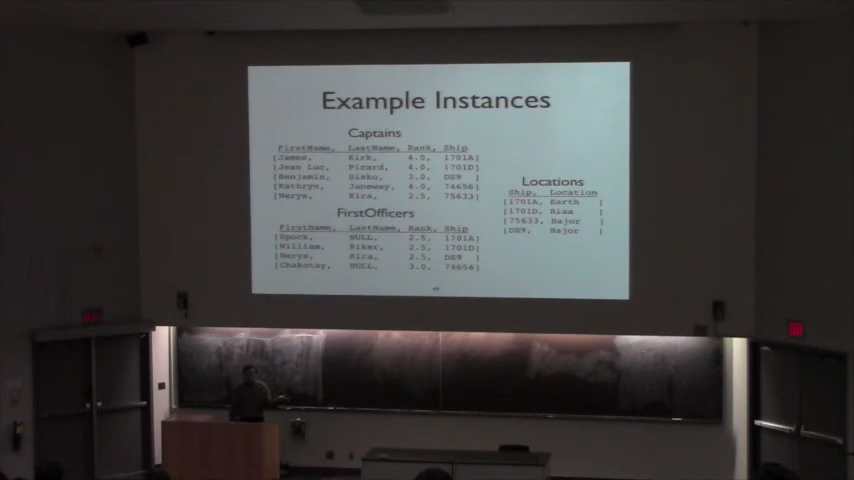 Example Instances
Captains
FirstName, LastName, Rank, Ship
[James, Kirk, 4.0, 1701A]
[Jean Luc, Picard, 4.0, 1701D]
[Benjamin, Sisko, 3.0, DS9 ]
[Kathryn, Janeway, 4.0, 74656]
[Nerys, Kira, 2.5, 75633]
FirstOfficers
FirstName, LastName, Rank, Ship
[Spock, NULL, 2.5, 1701A]
[William, Riker, 2.5, 1701D]
[Nerys, Kira, 2.5, DS9 ]
[Chakotay, NULL, 3.0, 74656]
Locations
Ship, Location
[1701A, Earth ]
[1701D, Risa ]
[75633, Bajor ]
[DS9, Bajor ]